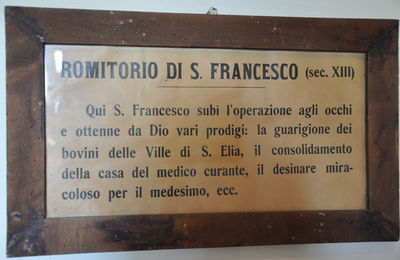 ROMITORIO DI S. FRANCESCO (sec. XIII)
Qui S. Francesco subì l'operazione agli occhi
e ottenne da Dio vari prodigi: la guarigione dei
bovini delle Ville di S. Elia, il consolidamento
della casa del medico curante, il desinare mira-
coloso per il medesimo, ecc.